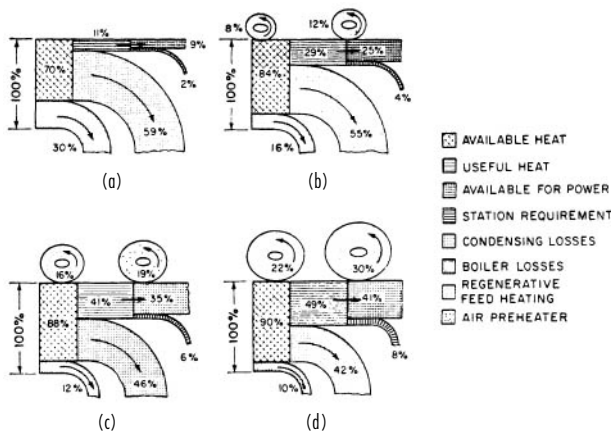 8%
12%
11%
9%
100%
70%
2%
59%
30%
(a)
100%
84%
29%
25%
4%
55%
16%
(b)
AVAILABLE HEAT
USEFUL HEAT
AVAILABLE FOR POWER
STATION REQUIREMENT
CONDENSING LOSSES
BOILER LOSSES
REGENERATIVE
FEED HEATING
AIR PREHEATER
16%
19%
100%
88%
41%
35%
6%
46%
12%
(c)
22%
30%
100%
90%
49%
41%
8%
42%
10%
(d)